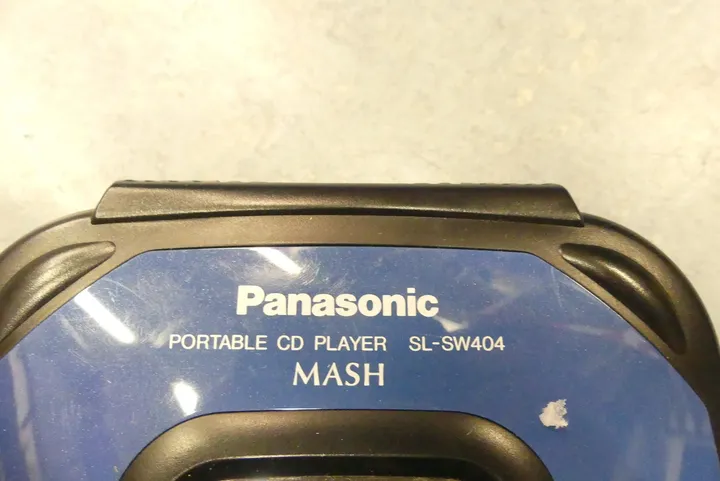 Panasonic
PORTABLE CD PLAYER SL-SW404
MASH